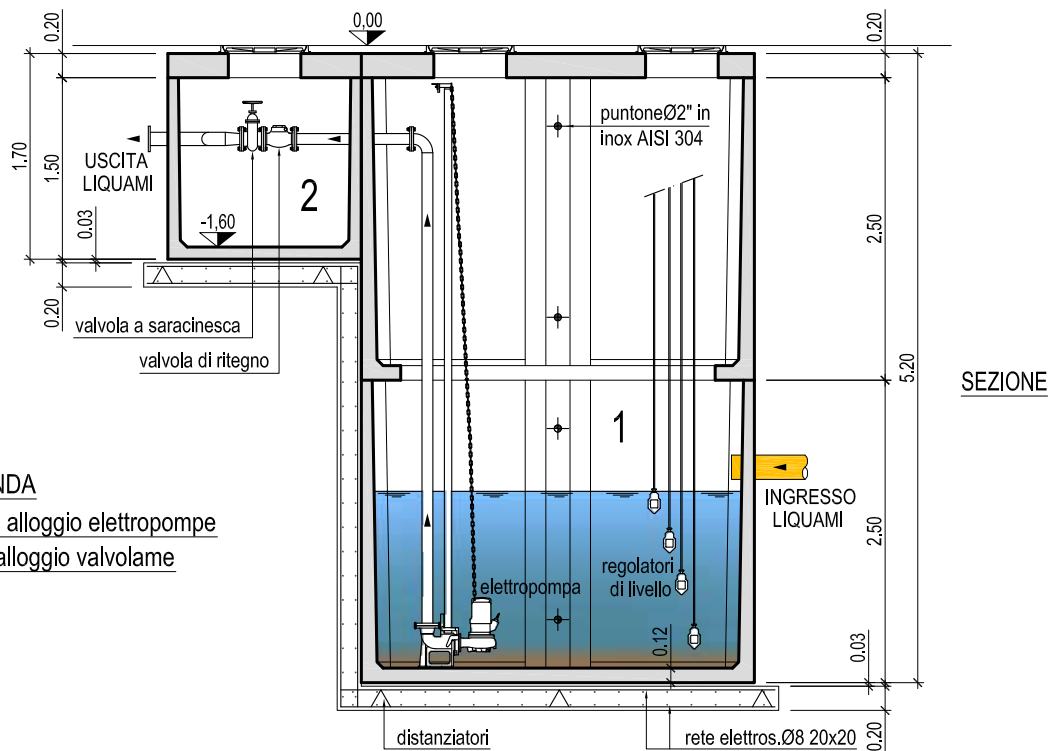 0.20
0,00
0.20
puntoneØ2" in
inox AISI 304
USCITA
LIQUAMI
1.70
1.50
2
-1,60
0.03
2.50
0.20
valvola a saracinesca
valvola di ritegno
5.20
SEZIONE
1
NDA
alloggio elettropompe
alloggio valvolame
INGRESSO
LIQUAMI
2.50
elettropompa
regolatori
di livello
0.12
0.03
distanziatori
rete elettros.Ø8 20x20
0.20